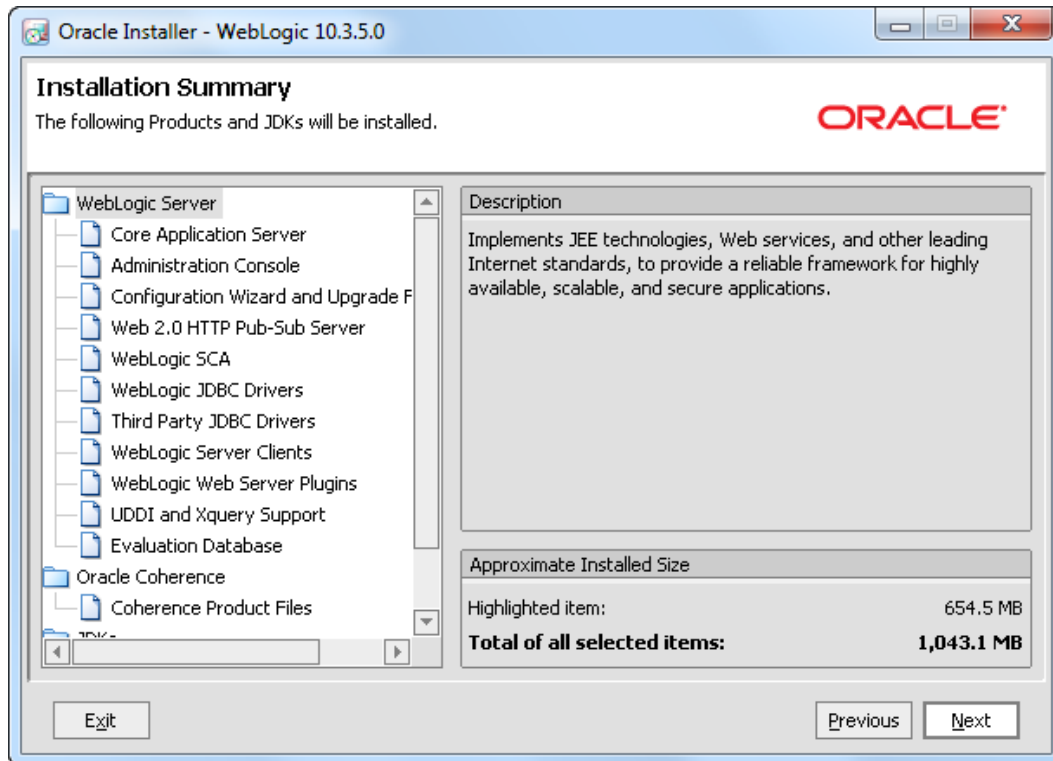 Oracle Installer - WebLogic 10.3.5.0
Installation Summary
The following Products and JDKs will be installed.
ORACLE
WebLogic Server
Core Application Server
Administration Console
Configuration Wizard and Upgrade F
Web 2.0 HTTP Pub-Sub Server
WebLogic SCA
WebLogic JDBC Drivers
Third Party JDBC Drivers
WebLogic Server Clients
WebLogic Web Server Plugins
UDDI and Xquery Support
Evaluation Database
Oracle Coherence
Coherence Product Files
JDKs
Description
Implements JEE technologies, Web services, and other leading
Internet standards, to provide a reliable framework for highly
available, scalable, and secure applications.
Approximate Installed Size
Highlighted item: 654.5 MB
Total of all selected items: 1,043.1 MB
Exit
Previous
Next